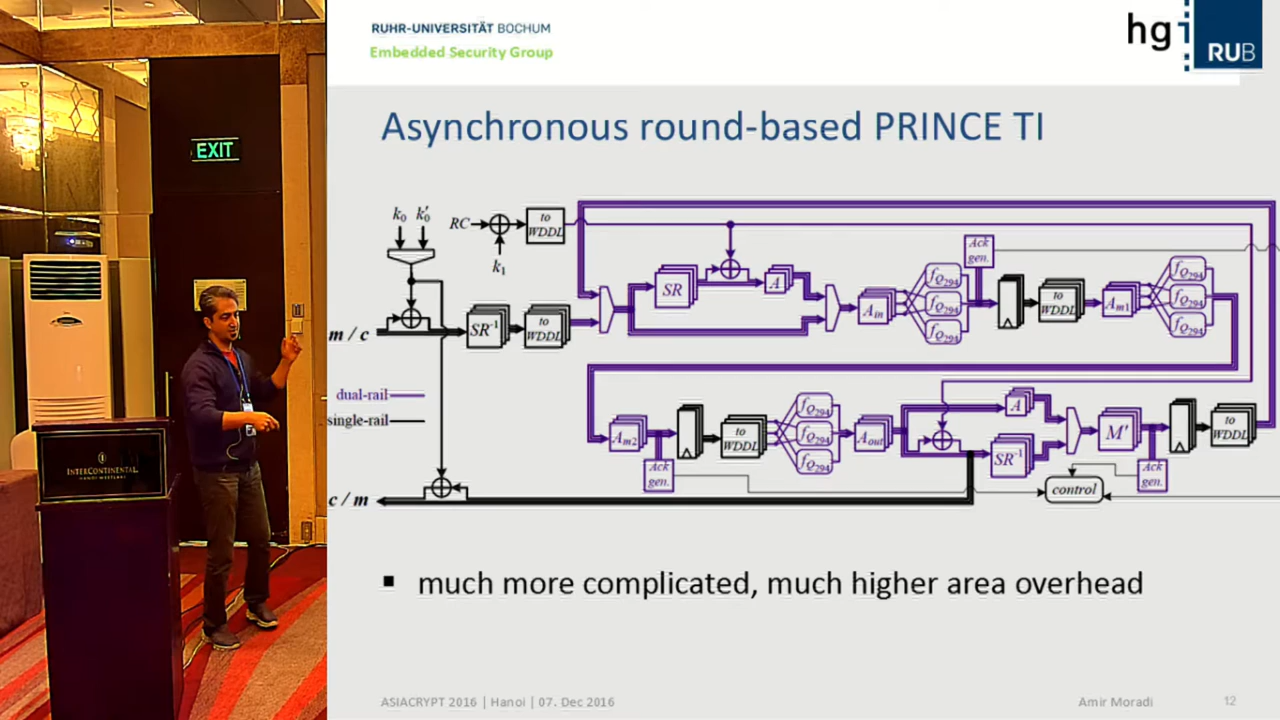 RUHR-UNIVERSITÄT BOCHUM
Embedded Security Group
hgi
RUB
Asynchronous round-based PRINCE TI
EXIT
k0 k'0
RC
to WDDL
k1
Ack gen.
SR
A
fQ294
fQ294
fQ294
Ain
to WDDL
Am1
fQ294
fQ294
fQ294
m / c
SR-1
to WDDL
dual-rail
single-rail
Am2
to WDDL
fQ294
fQ294
fQ294
Aout
A
SR-1
M'
to WDDL
Ack gen.
control
Ack gen.
c / m
INTERCONTINENTAL
HANOI WESTLAKE
▪ much more complicated, much higher area overhead
ASIACRYPT 2016 | Hanoi | 07. Dec 2016
Amir Moradi
12